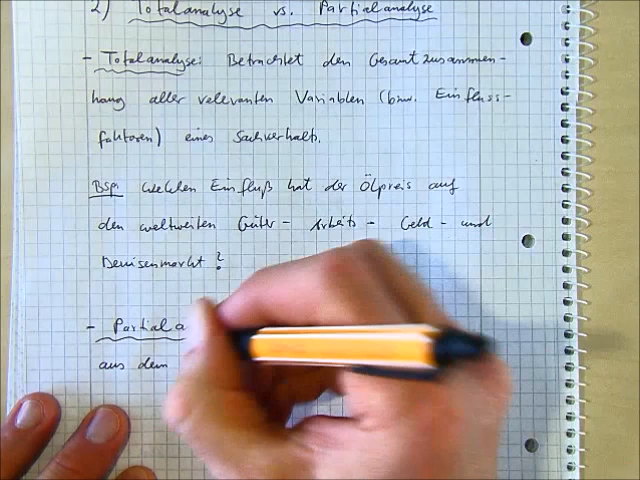 2) Totalanalyse vs. Partialanalyse
- Totalanalyse: Betrachtet den Gesamtzusammen-
hang aller relevanten Variablen (bzw. Einfluss-
faktoren) eines Sachverhalts.
Bsp: Welchen Einfluß hat der Ölpreis auf
den weltweiten Güter- Arbeits- Geld- und
Devisenmarkt?
- Partiala
aus dem